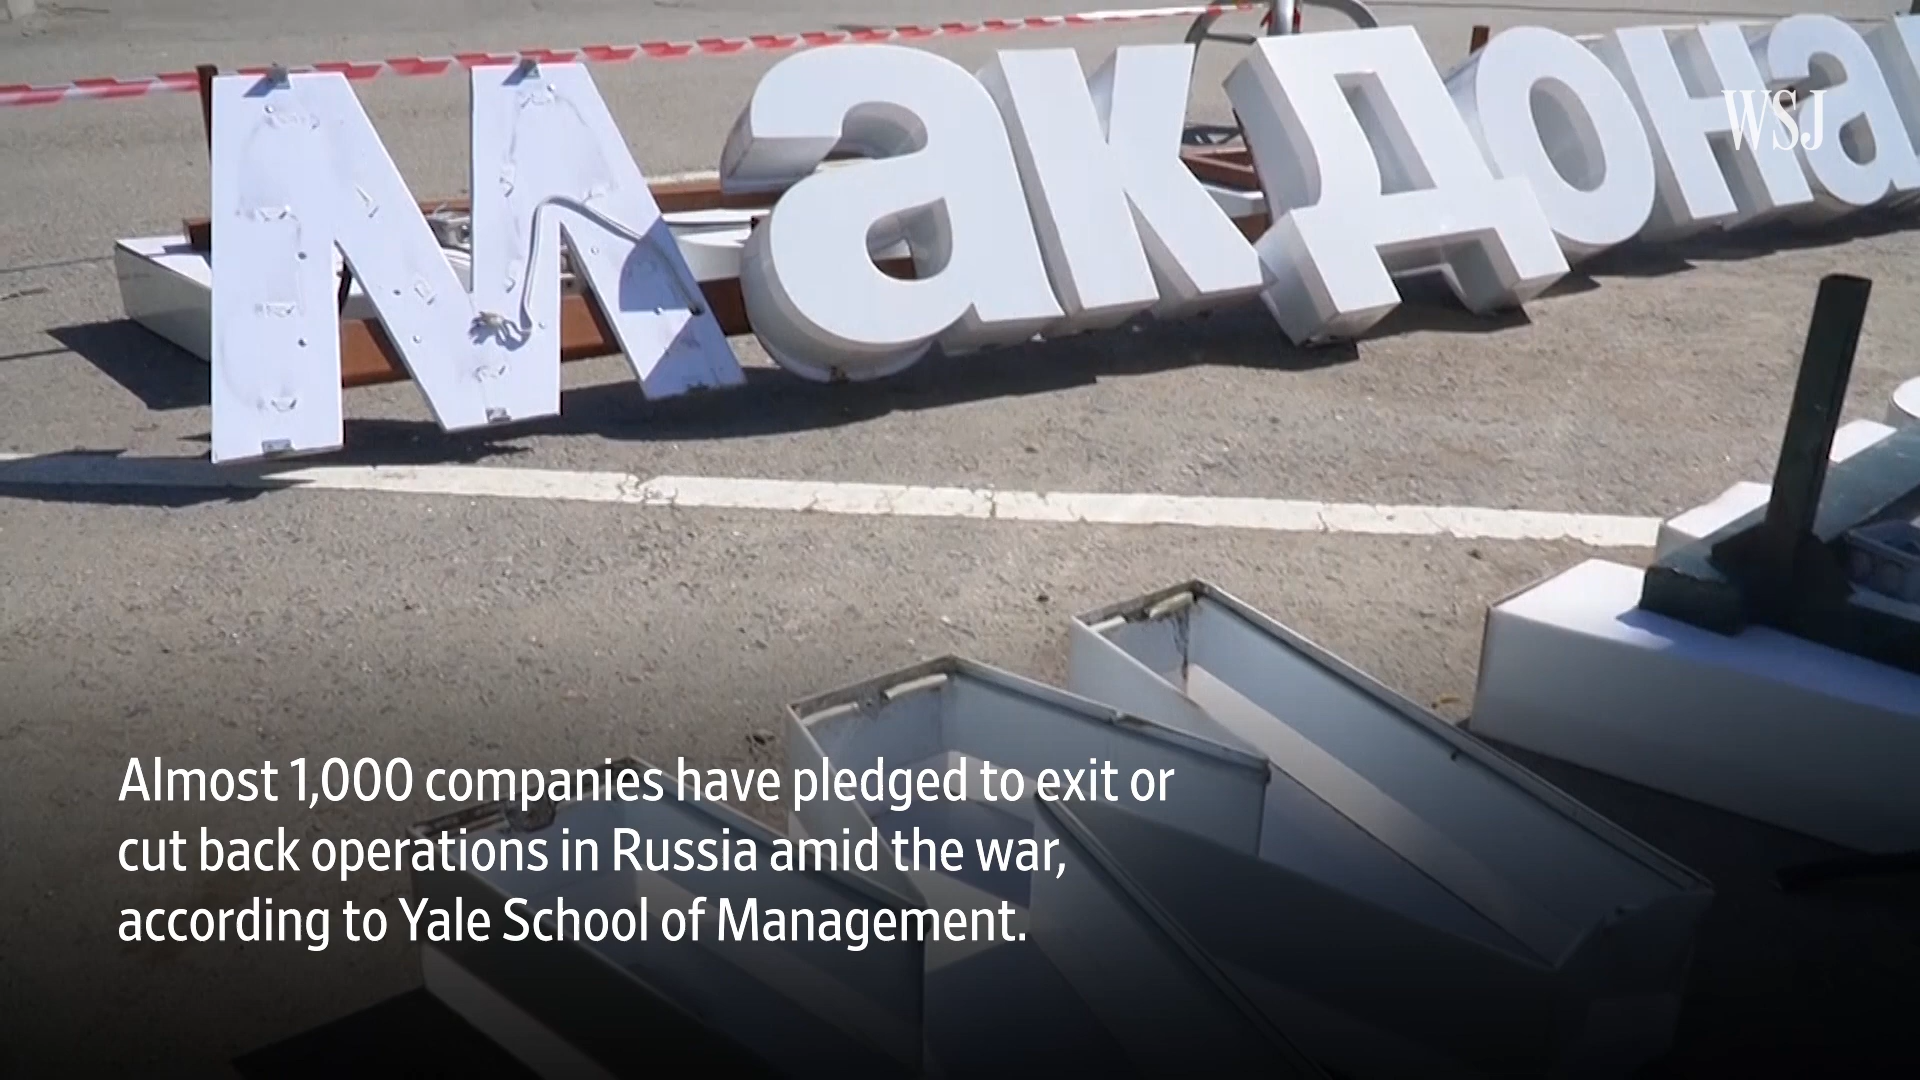 Макдона
WSJ
Almost 1,000 companies have pledged to exit or
cut back operations in Russia amid the war,
according to Yale School of Management.